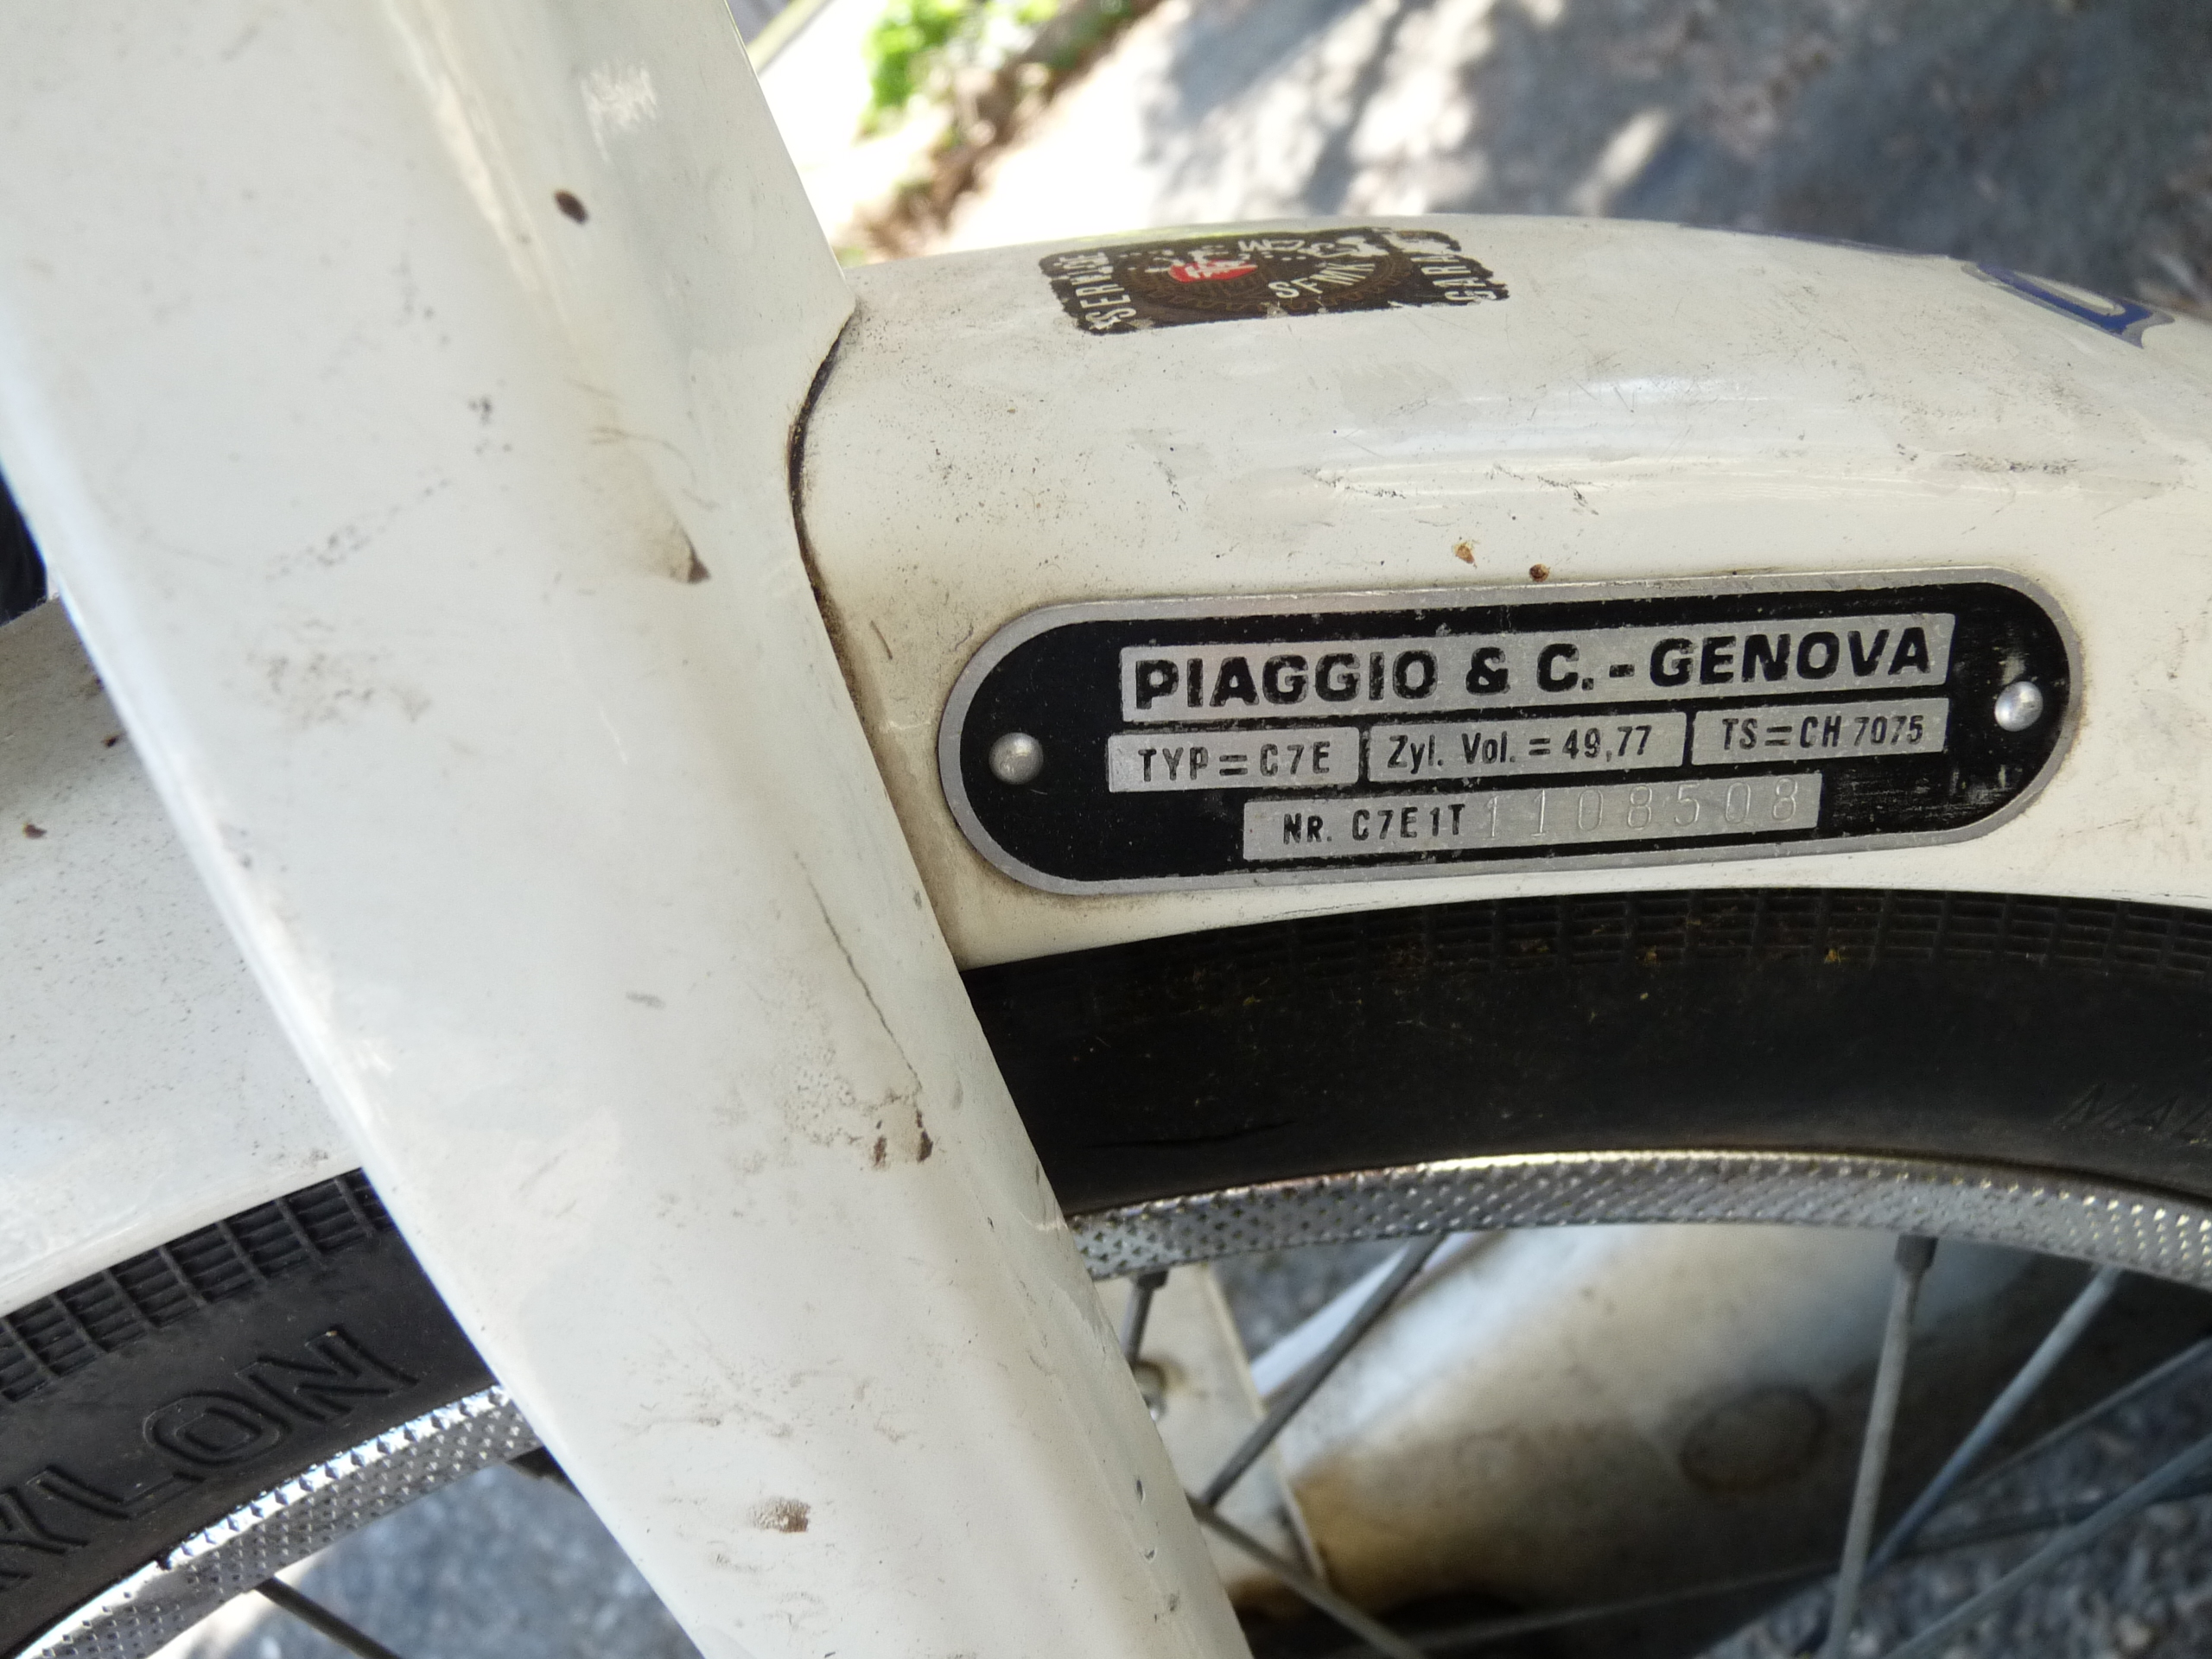 PIAGGIO & C.-GENOVA
TYP=C7E Zyl. Vol.=49,77 TS=CH 7075
NR. C7E1T 1108508
NYLON